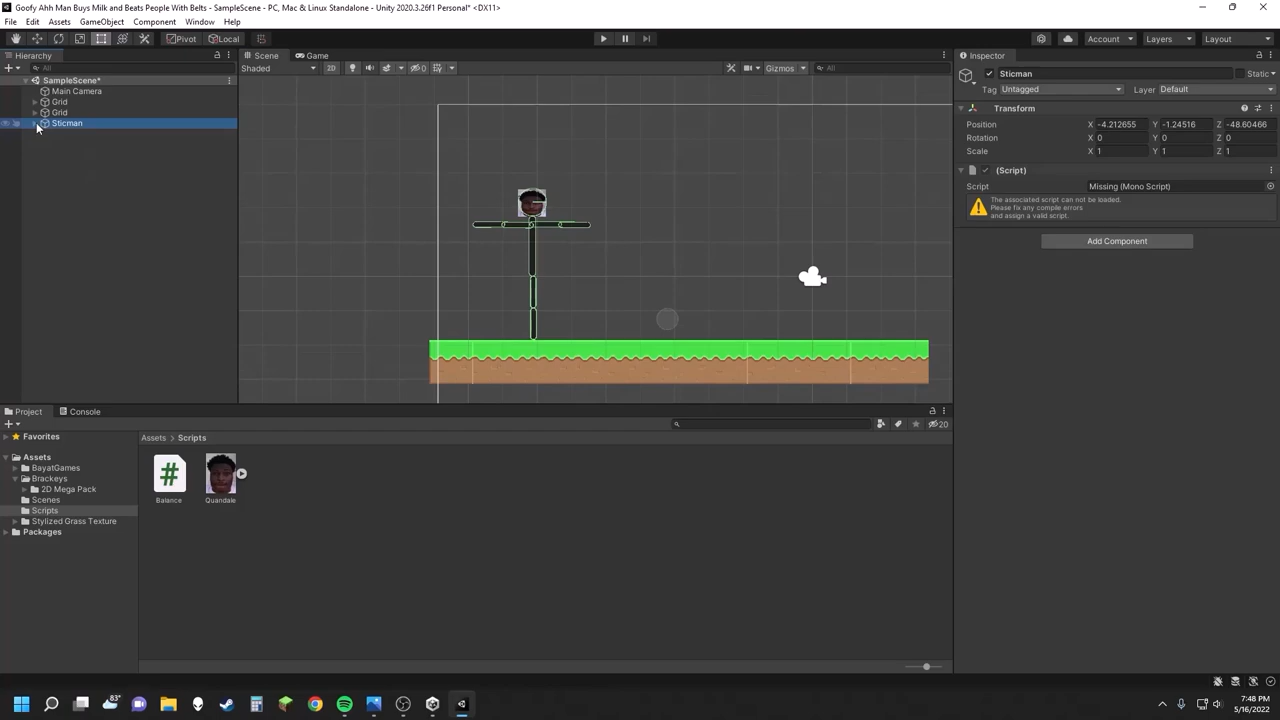 Goofy Ahh Man Buys Milk and Beats People With Belts - SampleScene - PC, Mac & Linux Standalone - Unity 2020.3.26f1 Personal* <DX11>
File Edit Assets GameObject Component Window Help
Pivot Local Account Layers Layout
Hierarchy Scene Game Inspector
All Shaded 2D 0 Gizmos All Sticman Static
SampleScene*
Main Camera
Grid
Grid
Sticman
Tag Untagged Layer Default
Transform
Position X -4.212655 Y -1.24516 Z -48.60466
Rotation X 0 Y 0 Z 0
Scale X 1 Y 1 Z 1
(Script)
Script Missing (Mono Script)
The associated script can not be loaded.
Please fix any compile errors
and assign a valid script.
Add Component
Project Console
20
Favorites
Assets
BayatGames
Brackeys
2D Mega Pack
Scenes
Scripts
Stylized Grass Texture
Packages
Assets > Scripts
#
Balance Quandale
83°
7:48 PM
5/16/2022